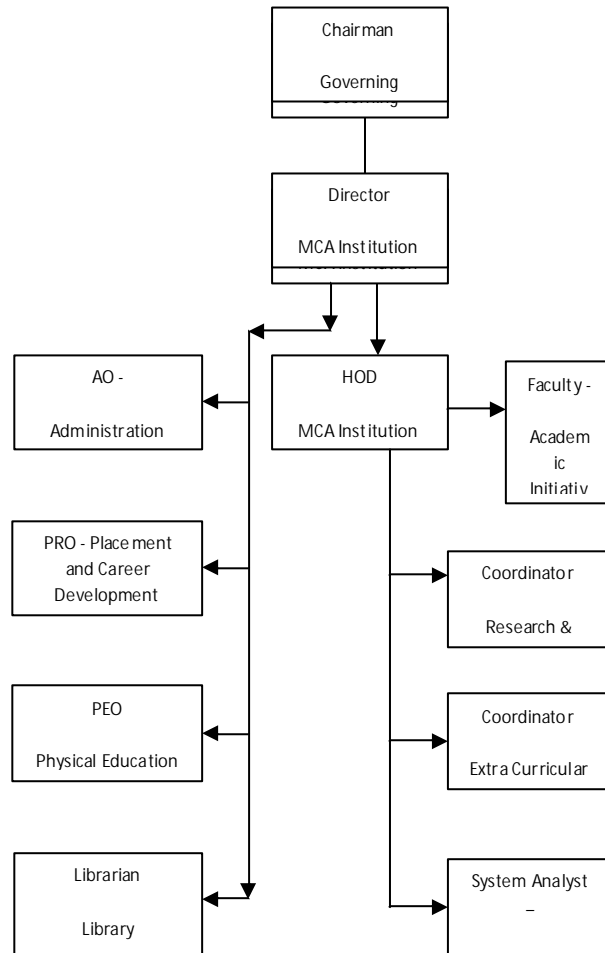 Chairman
Governing
Director
MCA Institution
AO -
Administration
HOD
MCA Institution
Faculty -
Academ
ic
Initiativ
PRO - Placement
and Career
Development
Coordinator
Research &
PEO
Physical Education
Coordinator
Extra Curricular
Librarian
Library
System Analyst
–